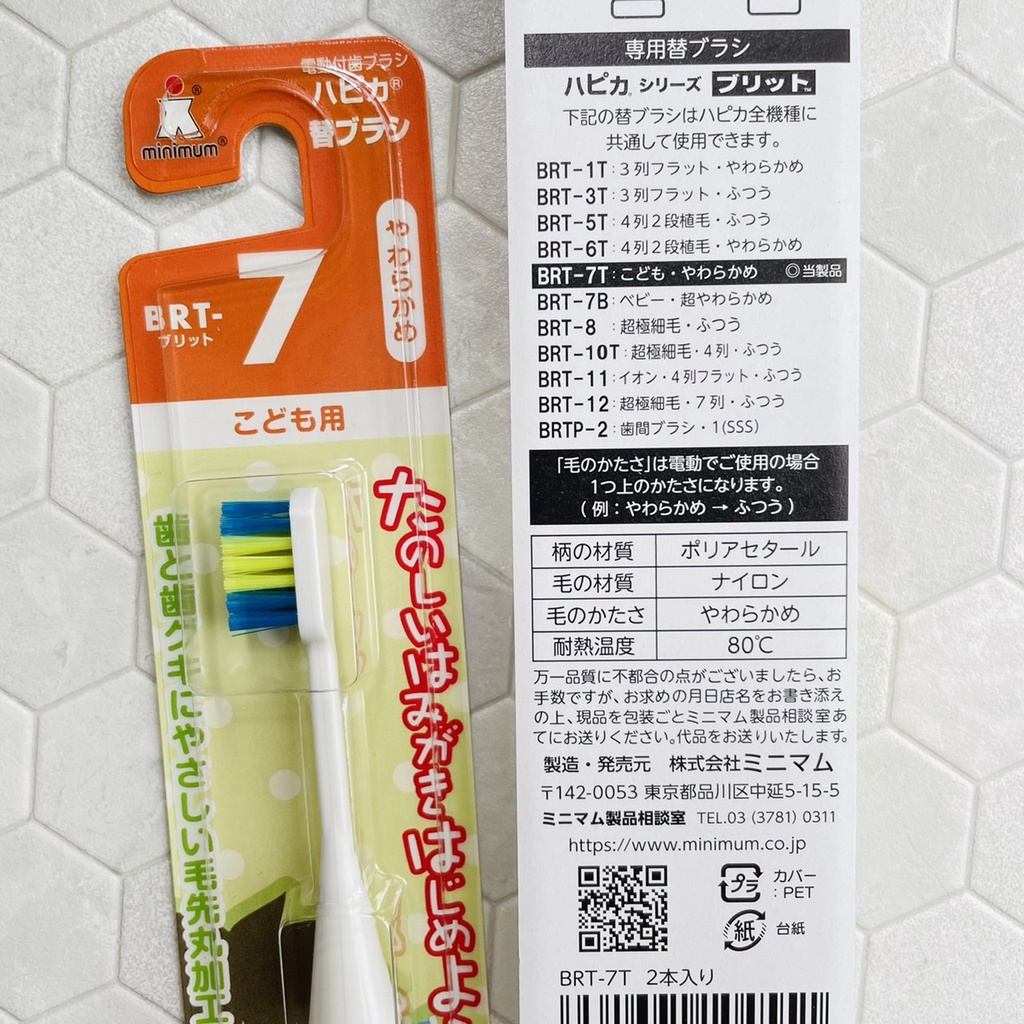 minimum®
電動付歯ブラシ
ハピカ®
替ブラシ
やわらかめ
BRT-7
ブリット
こども用
たのしいはみがきはじめよ
歯と歯グキにやさしい毛先丸加工
専用替ブラシ
ハピカ®シリーズ ブリット™
下記の替ブラシはハピカ全機種に
共通して使用できます。
BRT-1T：3列フラット・やわらかめ
BRT-3T：3列フラット・ふつう
BRT-5T：4列2段植毛・ふつう
BRT-6T：4列2段植毛・やわらかめ
BRT-7T：こども・やわらかめ ◎当製品
BRT-7B：ベビー・超やわらかめ
BRT-8 ：超極細毛・ふつう
BRT-10T：超極細毛・4列・ふつう
BRT-11：イオン・4列フラット・ふつう
BRT-12：超極細毛・7列・ふつう
BRTP-2：歯間ブラシ・1(SSS)
「毛のかたさ」は電動でご使用の場合
1つ上のかたさになります。
（例：やわらかめ → ふつう）
柄の材質 ポリアセタール
毛の材質 ナイロン
毛のかたさ やわらかめ
耐熱温度 80℃
万一品質に不都合の点がございましたら、お
手数ですが、お求めの月日店名をお書き添え
の上、現品を包装ごとミニマム製品相談室あ
てにお送りください。代品をお送りいたします。
製造・発売元 株式会社ミニマム
〒142-0053 東京都品川区中延5-15-5
ミニマム製品相談室 TEL.03 (3781) 0311
https://www.minimum.co.jp
プラ カバー
：PET
紙 台紙
BRT-7T 2本入り